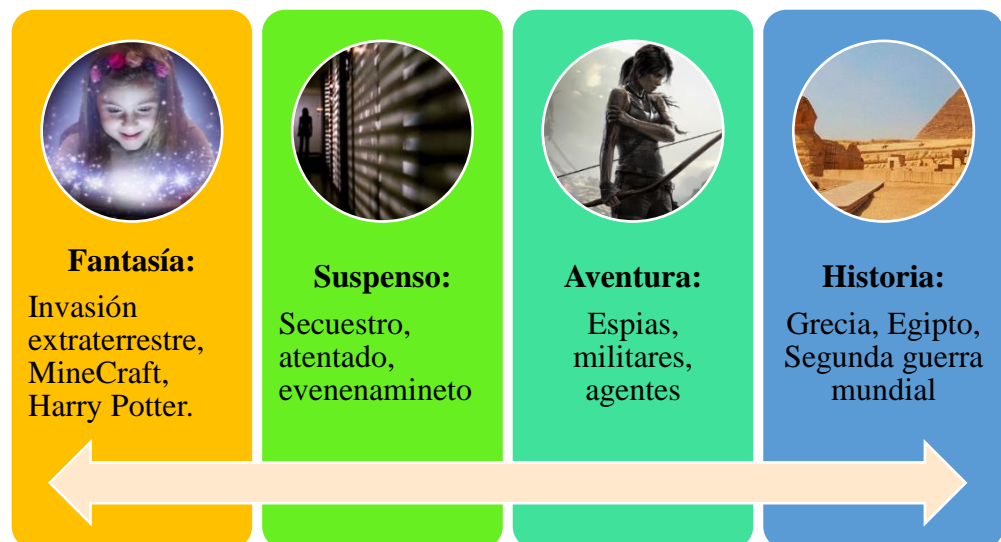 Fantasía:
Invasión
extraterrestre,
MineCraft,
Harry Potter.
Suspenso:
Secuestro,
atentado,
evenenamineto
Aventura:
Espias,
militares,
agentes
Historia:
Grecia, Egipto,
Segunda guerra
mundial